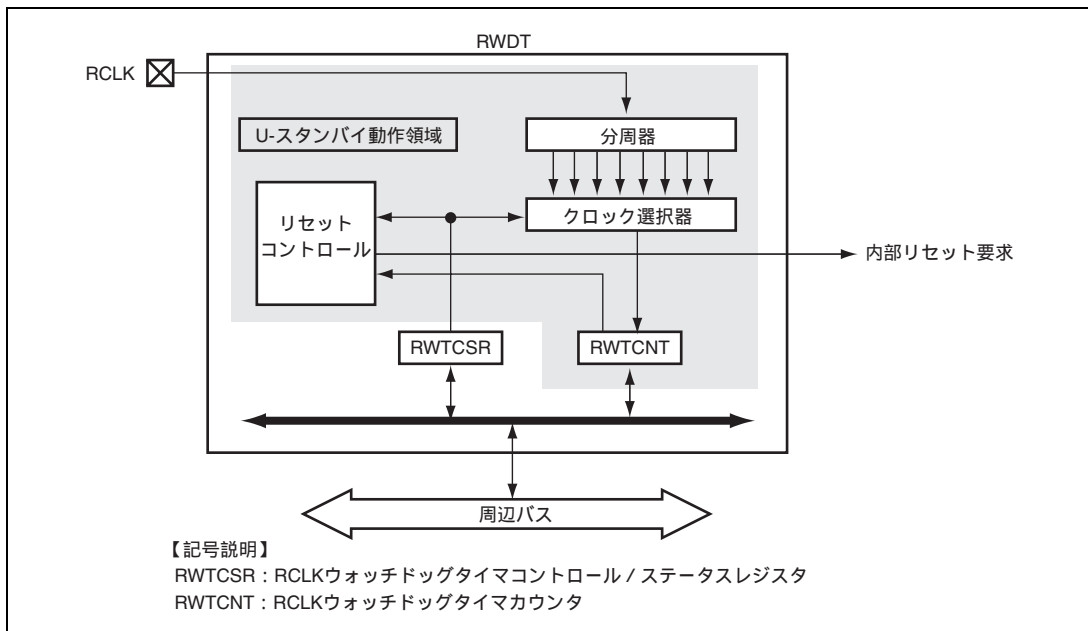 RWDT
RCLK
U-スタンバイ動作領域
分周器
リセット
コントロール
クロック選択器
内部リセット要求
RWTCSR
RWTCNT
周辺バス
【記号説明】
RWTCSR : RCLKウォッチドッグタイマコントロール / ステータスレジスタ
RWTCNT : RCLKウォッチドッグタイマカウンタ